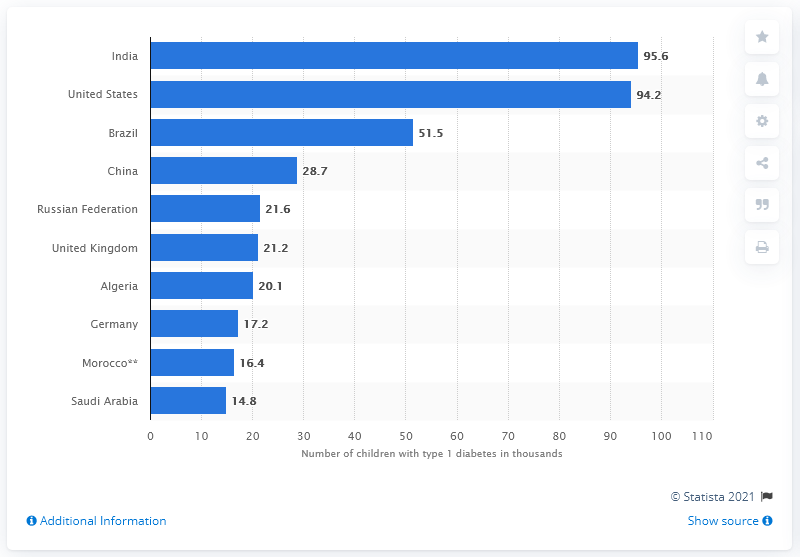 India 95.6
United States 94.2
Brazil 51.5
China 28.7
Russian Federation 21.6
United Kingdom 21.2
Algeria 20.1
Germany 17.2
Morocco** 16.4
Saudi Arabia 14.8
0 10 20 30 40 50 60 70 80 90 100 110
Number of children with type 1 diabetes in thousands
© Statista 2021
Additional Information
Show source